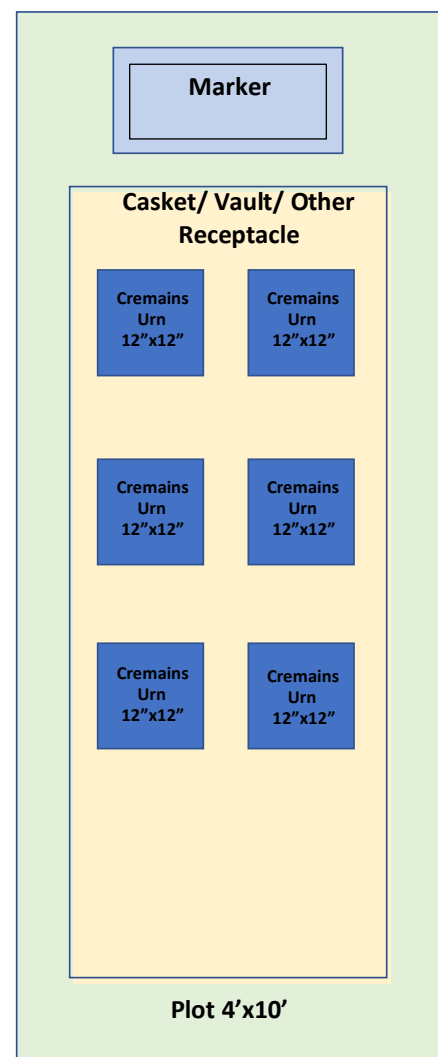 Marker
Casket/ Vault/ Other
Receptacle
Cremains
Urn
12”x12”
Cremains
Urn
12”x12”
Cremains
Urn
12”x12”
Cremains
Urn
12”x12”
Cremains
Urn
12”x12”
Cremains
Urn
12”x12”
Plot 4’x10’